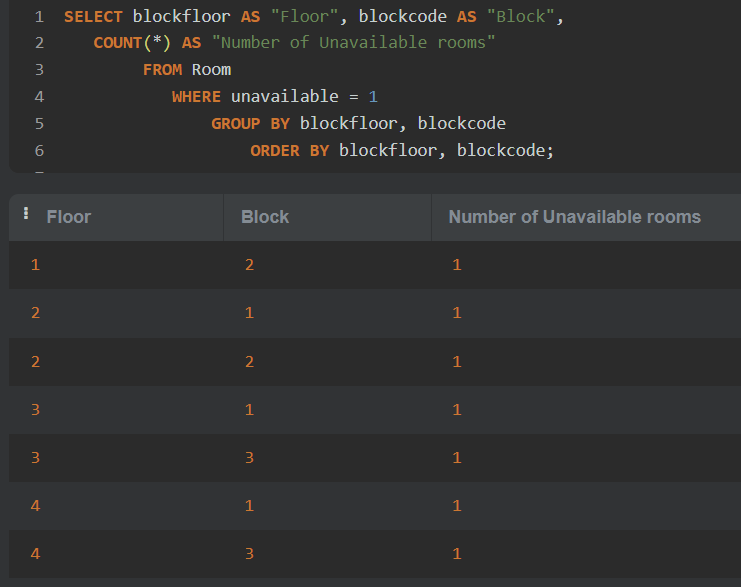 1 SELECT blockfloor AS "Floor", blockcode AS "Block",
2 COUNT(*) AS "Number of Unavailable rooms"
3 FROM Room
4 WHERE unavailable = 1
5 GROUP BY blockfloor, blockcode
6 ORDER BY blockfloor, blockcode;
Floor Block Number of Unavailable rooms
1 2 1
2 1 1
2 2 1
3 1 1
3 3 1
4 1 1
4 3 1